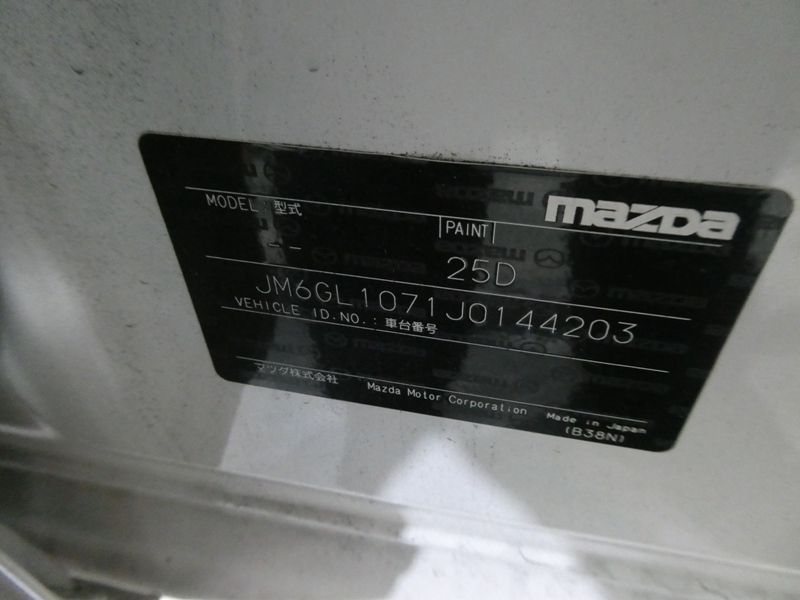 MODEL 型式
PAINT
mazda
--
25D
JM6GL1071J0144203
VEHICLE ID.NO.:車台番号
マツダ株式会社
Mazda Motor Corporation
Made in Japan
(B38N)